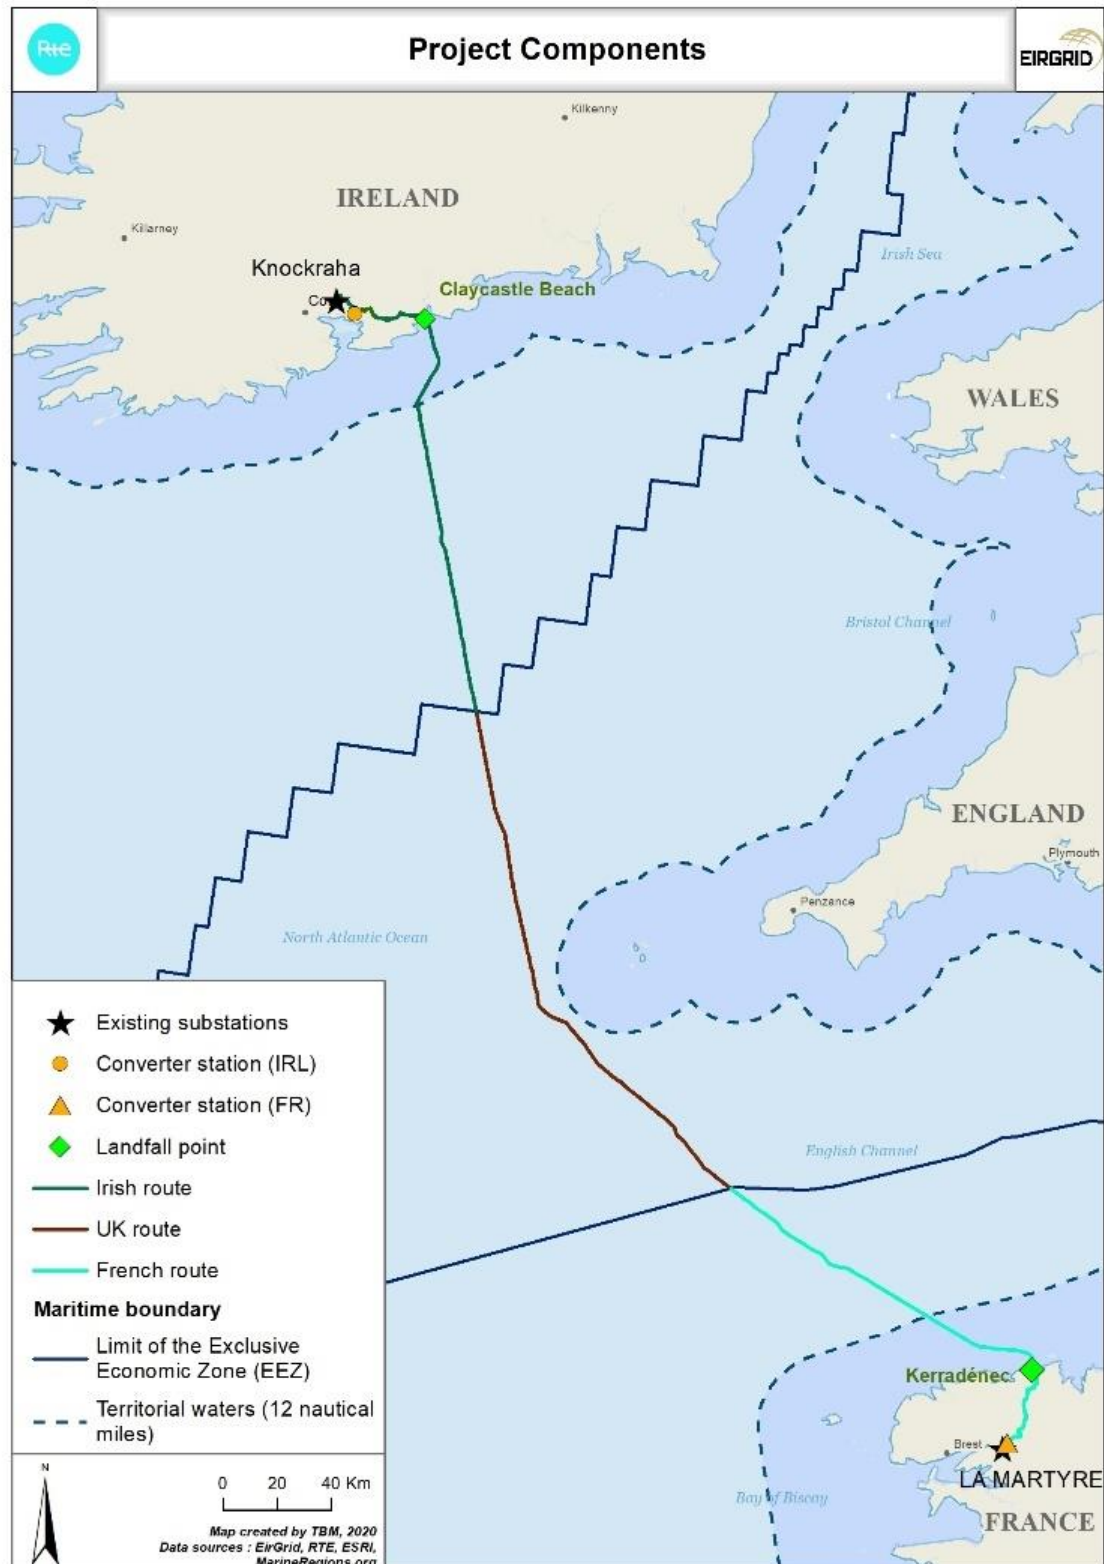 Rte
Project Components
EIRGRID
Kilkenny
IRELAND
Killarney
Irish Sea
Knockraha
Claycastle Beach
Co
WALES
Bristol Channel
ENGLAND
Plymouth
Penzance
North Atlantic Ocean
Existing substations
Converter station (IRL)
Converter station (FR)
Landfall point
Irish route
UK route
French route
Maritime boundary
Limit of the Exclusive
Economic Zone (EEZ)
Territorial waters (12 nautical
miles)
English Channel
Kerradénec
Brest
LA MARTYRE
Bay of Biscay
FRANCE
N
0 20 40 Km
Map created by TBM, 2020
Data sources : EirGrid, RTE, ESRI,
MarineRegions.org